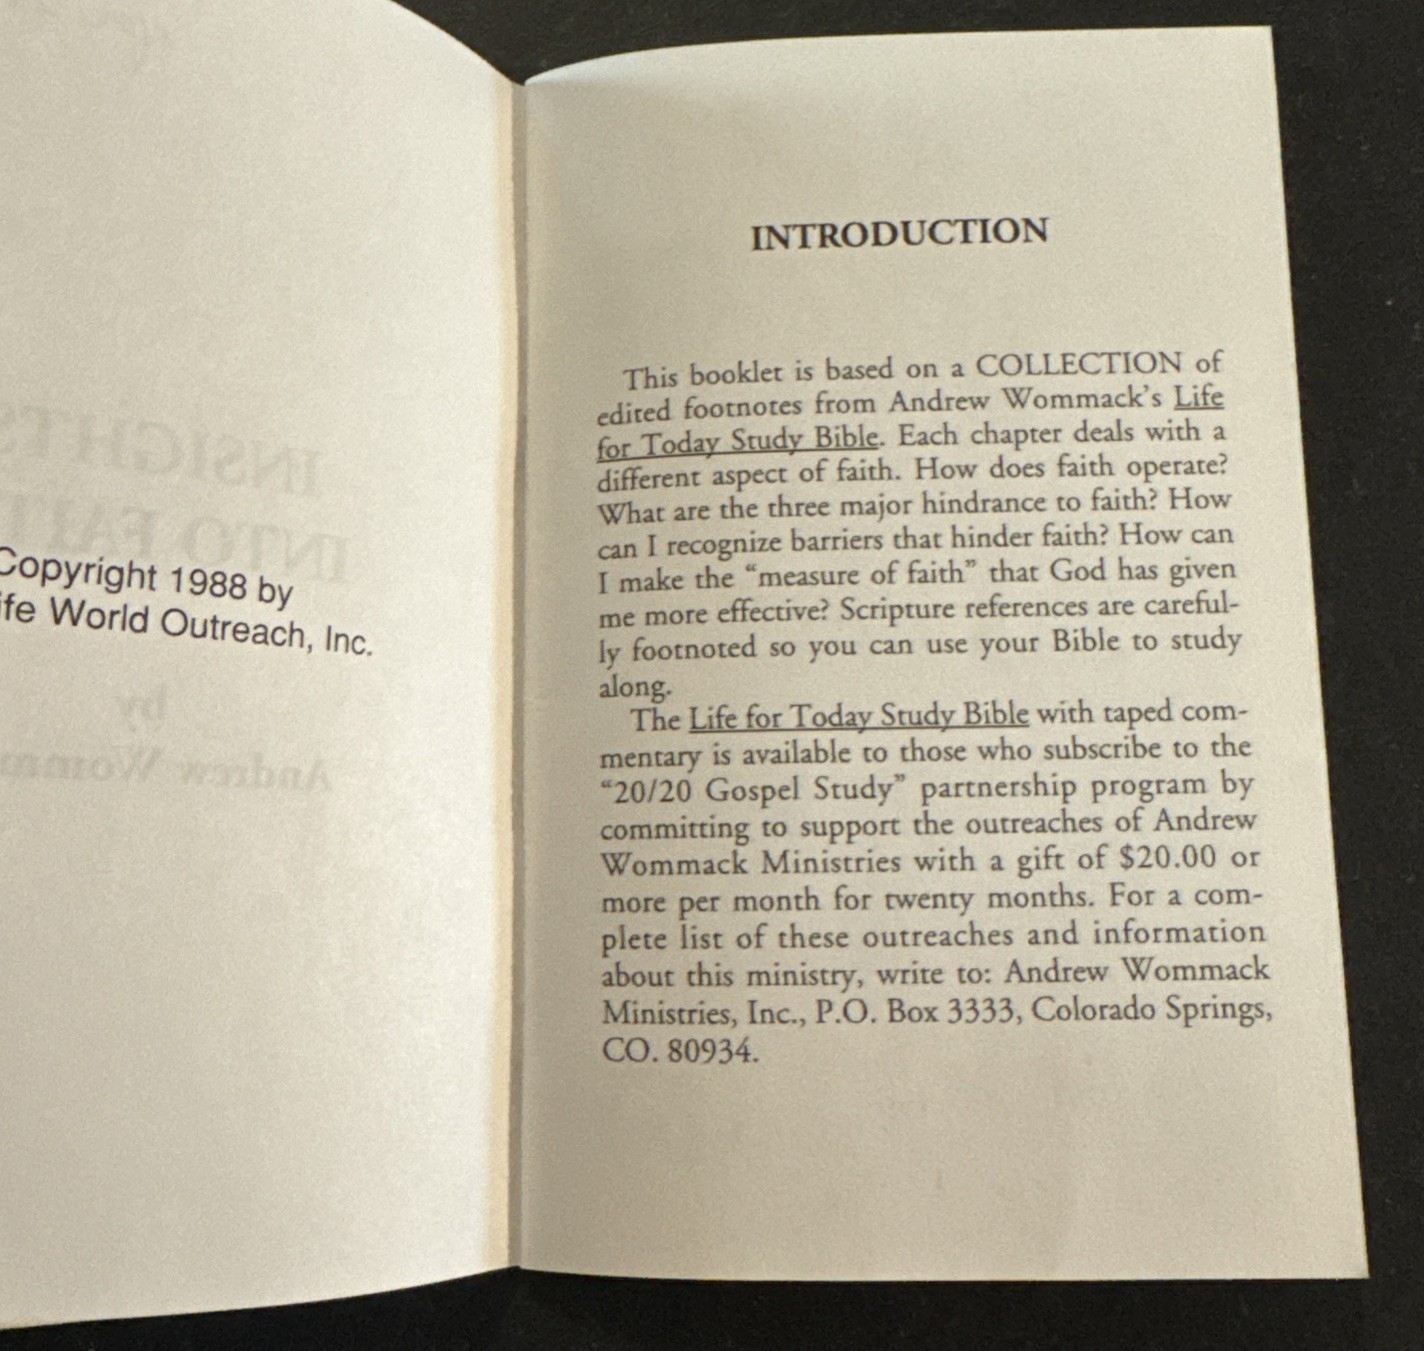 INSIGHTS
INTO FAIT
Copyright 1988 by
ife World Outreach, Inc.
by
Andrew Womm
INTRODUCTION
This booklet is based on a COLLECTION of
edited footnotes from Andrew Wommack's Life
for Today Study Bible. Each chapter deals with a
different aspect of faith. How does faith operate?
What are the three major hindrance to faith? How
can I recognize barriers that hinder faith? How can
I make the “measure of faith” that God has given
me more effective? Scripture references are careful-
ly footnoted so you can use your Bible to study
along.
The Life for Today Study Bible with taped com-
mentary is available to those who subscribe to the
“20/20 Gospel Study” partnership program by
committing to support the outreaches of Andrew
Wommack Ministries with a gift of $20.00 or
more per month for twenty months. For a com-
plete list of these outreaches and information
about this ministry, write to: Andrew Wommack
Ministries, Inc., P.O. Box 3333, Colorado Springs,
CO. 80934.